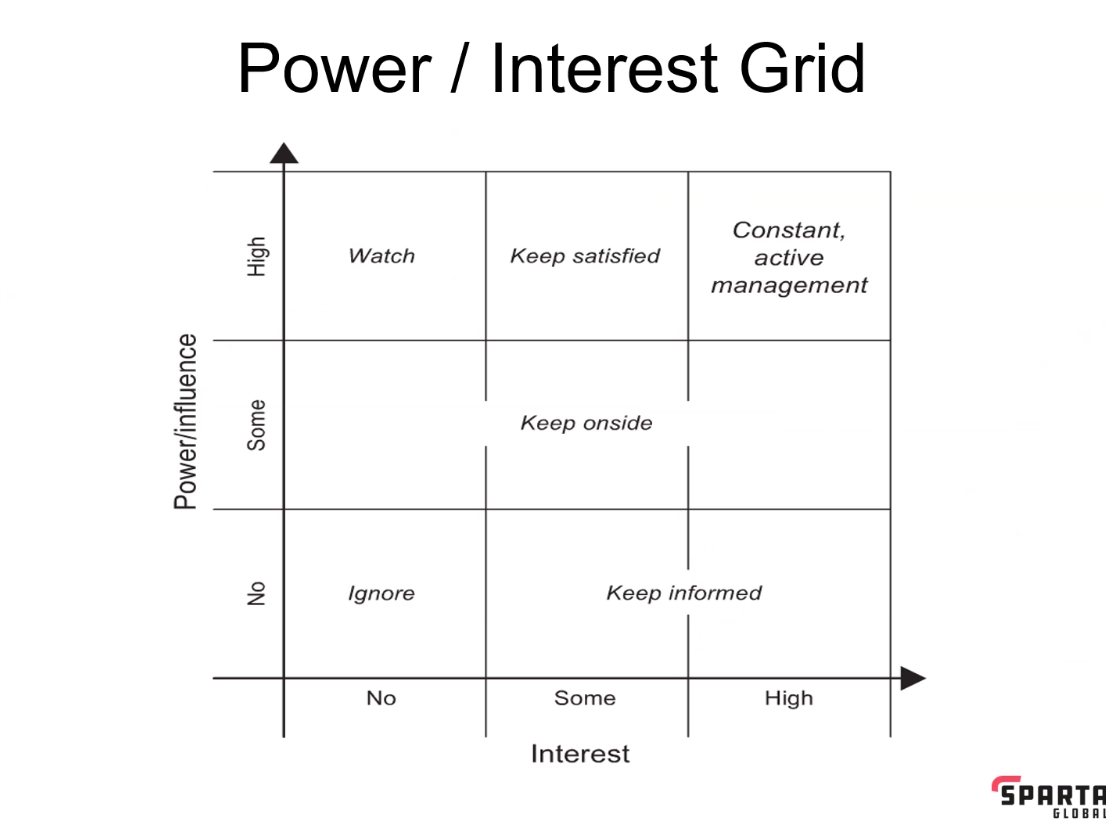 Power / Interest Grid
High
Watch
Keep satisfied
Constant,
active
management
Power/influence
Some
Keep onside
No
Ignore
Keep informed
No
Some
High
Interest
SPARTA
GLOBAL